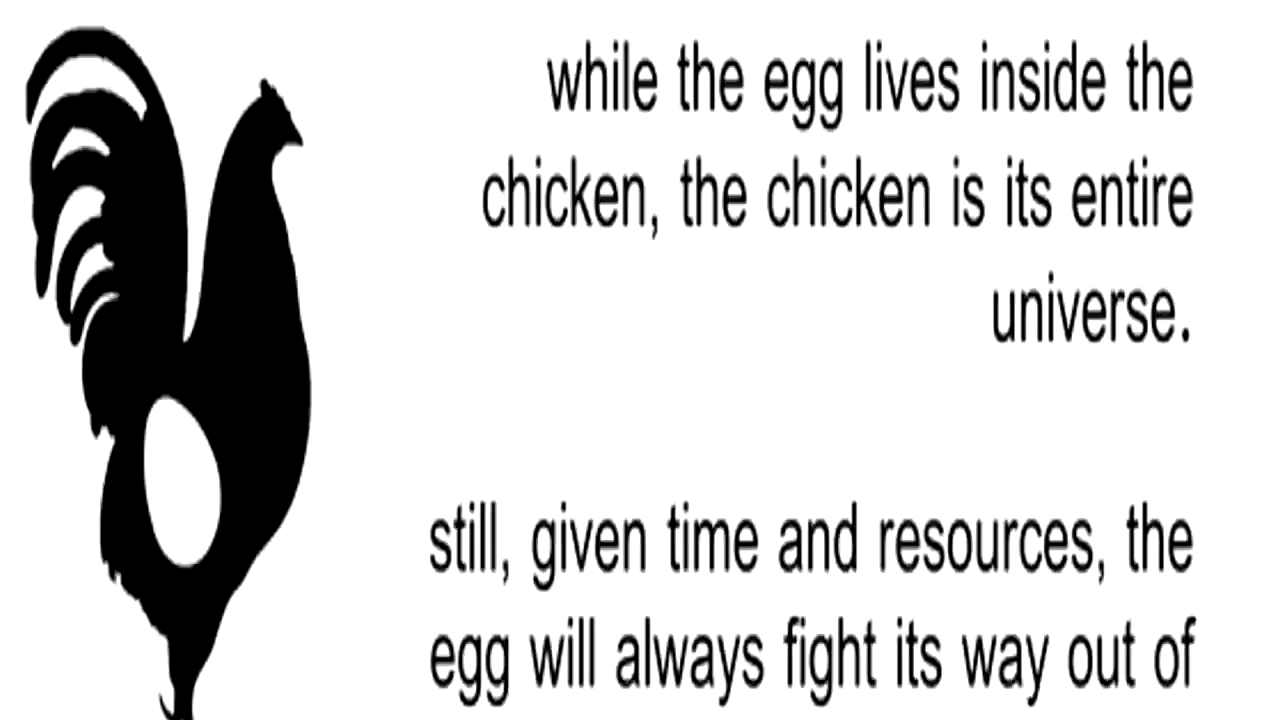 while the egg lives inside the
chicken, the chicken is its entire
universe.
still, given time and resources, the
egg will always fight its way out of